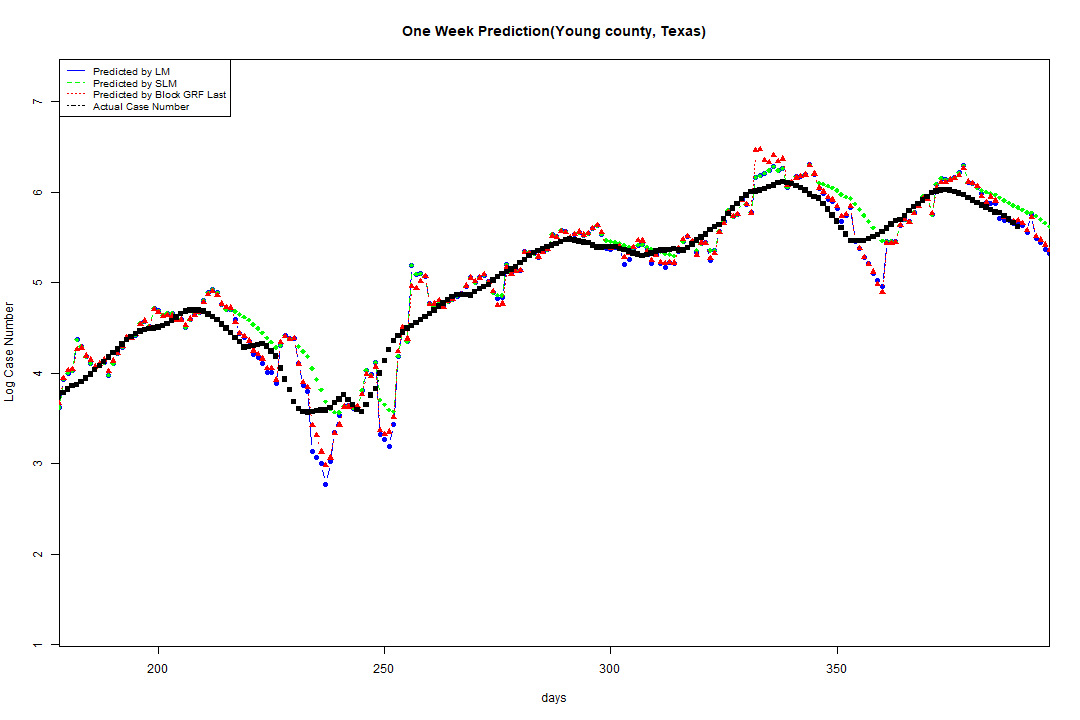 One Week Prediction(Young county, Texas)
Predicted by LM
Predicted by SLM
Predicted by Block GRF Last
Actual Case Number
7
6
5
4
3
2
1
Log Case Number
200 250 300 350
days